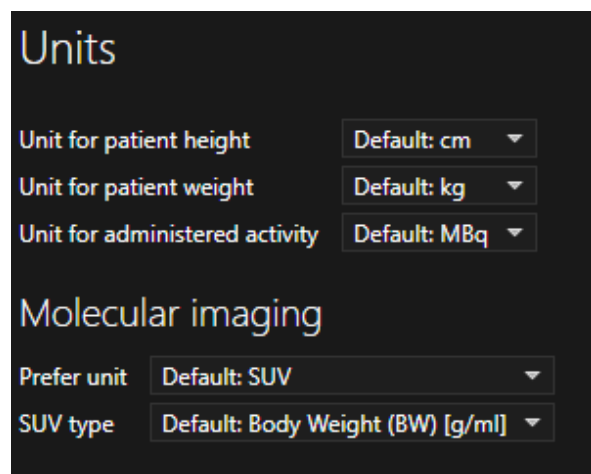 Units
Unit for patient height Default: cm
Unit for patient weight Default: kg
Unit for administered activity Default: MBq
Molecular imaging
Prefer unit Default: SUV
SUV type Default: Body Weight (BW) [g/ml]